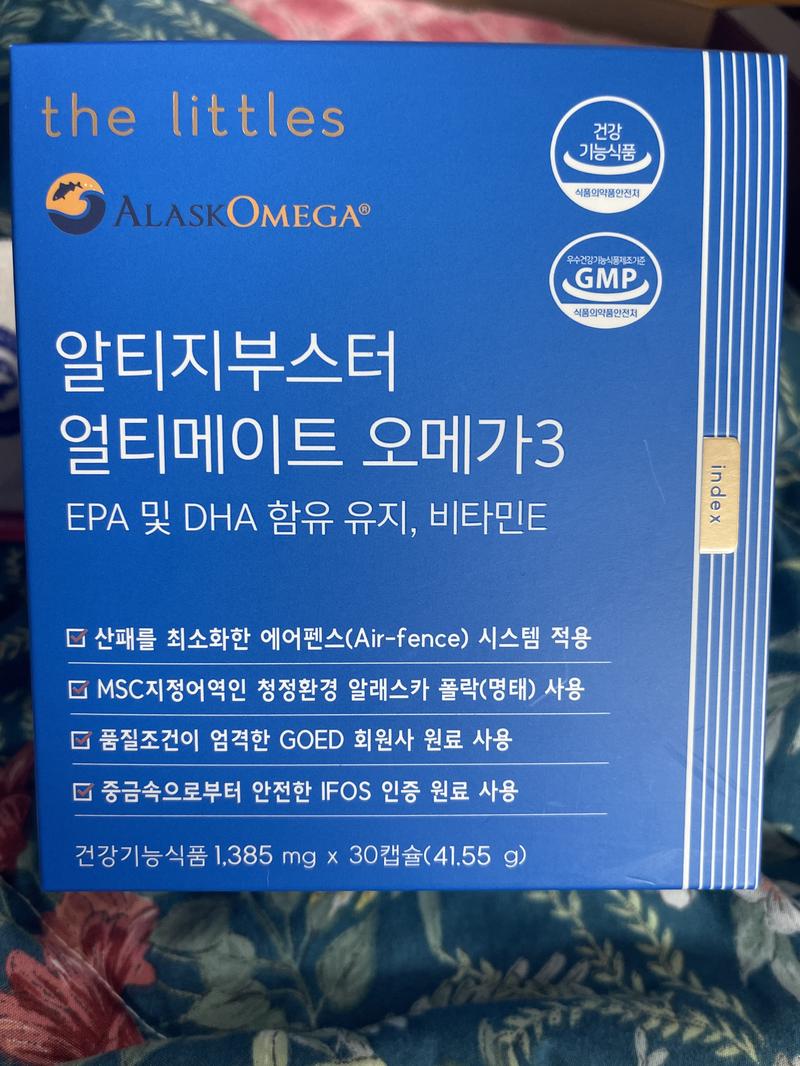 the littles
ALASKOMEGA®
건강
기능식품
식품의약품안전처
우수건강기능식품제조기준
GMP
식품의약품안전처
알티지부스터
얼티메이트 오메가3
EPA 및 DHA 함유 유지, 비타민E
index
산패를 최소화한 에어펜스(Air-fence) 시스템 적용
MSC지정어역인 청정환경 알래스카 폴락(명태) 사용
품질조건이 엄격한 GOED 회원사 원료 사용
중금속으로부터 안전한 IFOS 인증 원료 사용
건강기능식품 1,385 mg x 30캡슐(41.55 g)